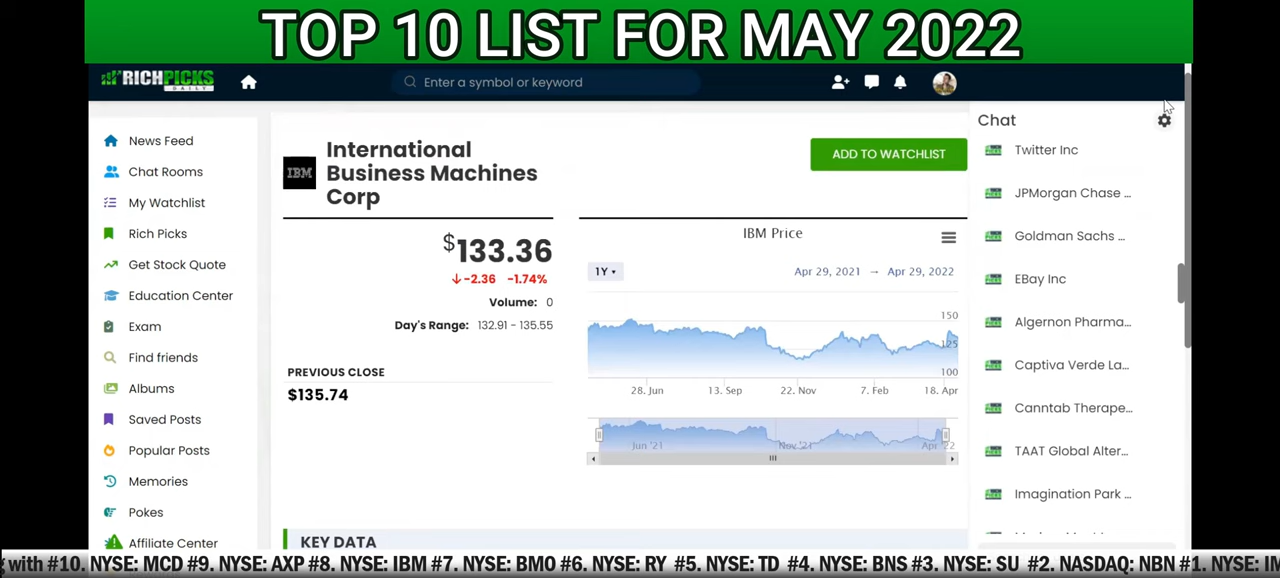 TOP 10 LIST FOR MAY 2022
RICHPICKS
DAILY
Enter a symbol or keyword
News Feed
Chat Rooms
My Watchlist
Rich Picks
Get Stock Quote
Education Center
Exam
Find friends
Albums
Saved Posts
Popular Posts
Memories
Pokes
Affiliate Center
IBM
International
Business Machines
Corp
$133.36
-2.36 -1.74%
Volume: 0
Day's Range: 132.91 - 135.55
PREVIOUS CLOSE
$135.74
ADD TO WATCHLIST
IBM Price
1Y
Apr 29, 2021 → Apr 29, 2022
150
125
100
28. Jun 13. Sep 22. Nov 7. Feb 18. Apr
Jun '21 Nov '21 Apr '22
KEY DATA
Chat
Twitter Inc
JPMorgan Chase ...
Goldman Sachs ...
EBay Inc
Algernon Pharma...
Captiva Verde La...
Canntab Therape...
TAAT Global Alter...
Imagination Park ...
with #10. NYSE: MCD #9. NYSE: AXP #8. NYSE: IBM #7. NYSE: BMO #6. NYSE: RY #5. NYSE: TD #4. NYSE: BNS #3. NYSE: SU #2. NASDAQ: NBN #1. NYSE: IM